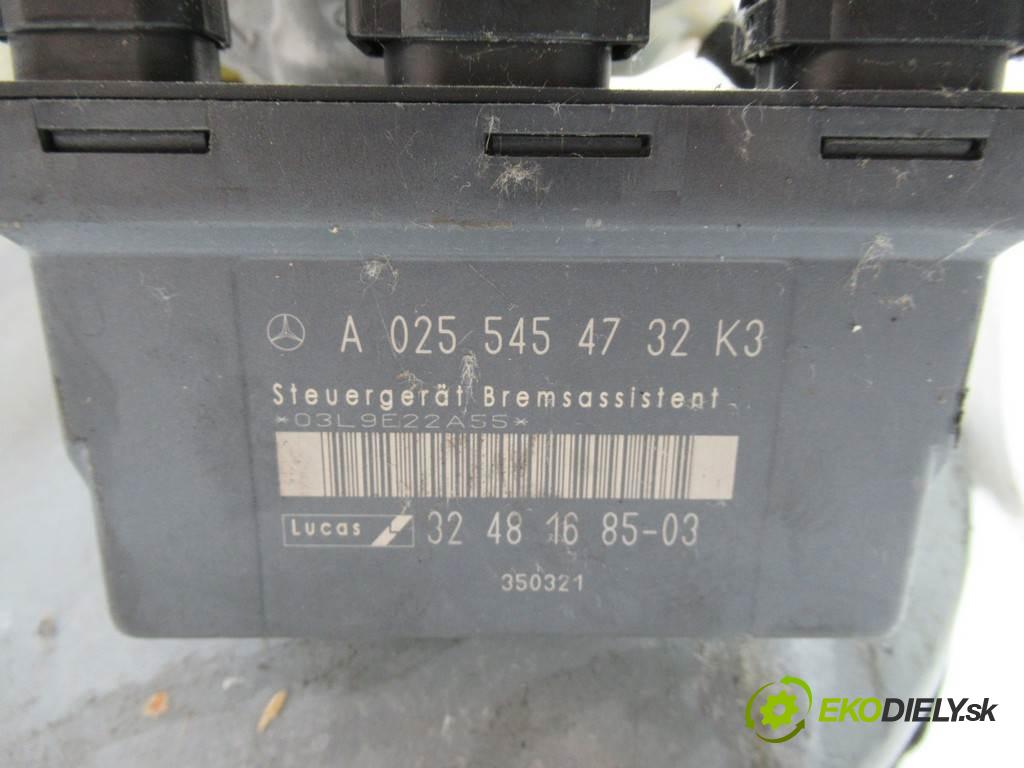 A 025 545 47 32 K3
Steuergerät Bremsassistent
*03L9E22A55*
Lucas 32 48 16 85-03
350321
EKODIELY.sk